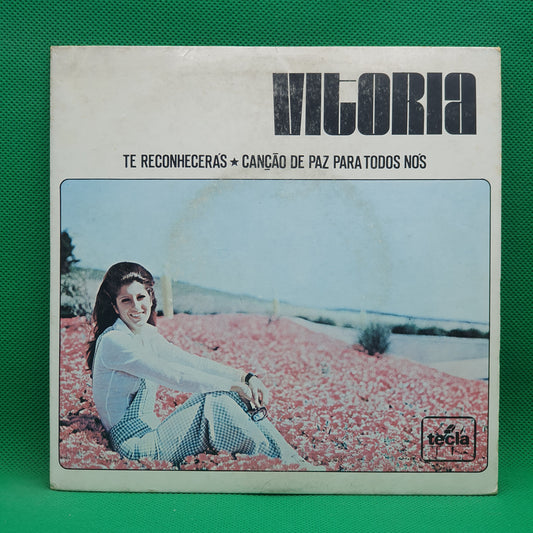 VITORIA
TE RECONHECERÁS ★ CANÇÃO DE PAZ PARA TODOS NÓS
tecla